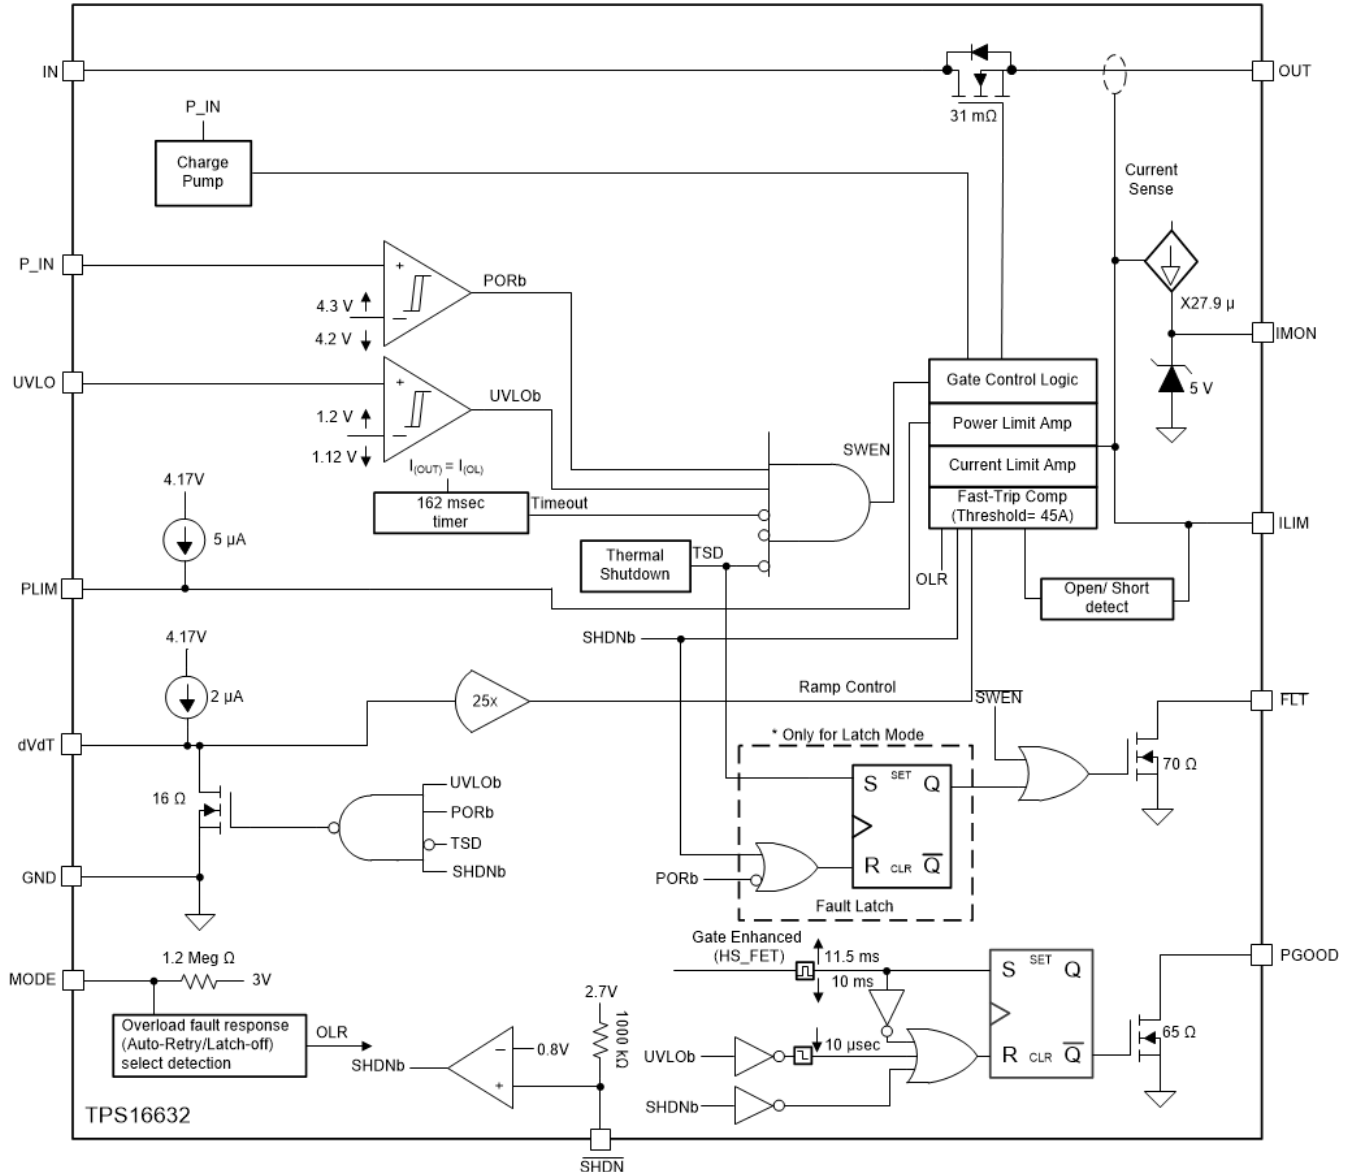 IN
OUT
31 mΩ
P_IN
Charge
Pump
Current
Sense
P_IN
4.3 V
4.2 V
PORb
X27.9 µ
IMON
5 V
UVLO
1.2 V
1.12 V
UVLOb
Gate Control Logic
Power Limit Amp
Current Limit Amp
Fast-Trip Comp
(Threshold= 45A)
SWEN
I(OUT) = I(OL)
162 msec
timer
Timeout
4.17V
5 µA
ILIM
Thermal
Shutdown
TSD
OLR
Open/ Short
detect
PLIM
SHDNb
4.17V
2 µA
25x
Ramp Control
SWEN
FLT
dVdT
* Only for Latch Mode
70 Ω
16 Ω
UVLOb
PORb
TSD
SHDNb
S SET Q
R CLR Q
PORb
Fault Latch
GND
Gate Enhanced
(HS_FET)
11.5 ms
10 ms
PGOOD
MODE
1.2 Meg Ω
3V
S SET Q
R CLR Q
65 Ω
2.7V
1000 kΩ
Overload fault response
(Auto-Retry/Latch-off)
select detection
OLR
SHDNb
0.8V
−
+
UVLOb
10 µsec
SHDNb
TPS16632
SHDN